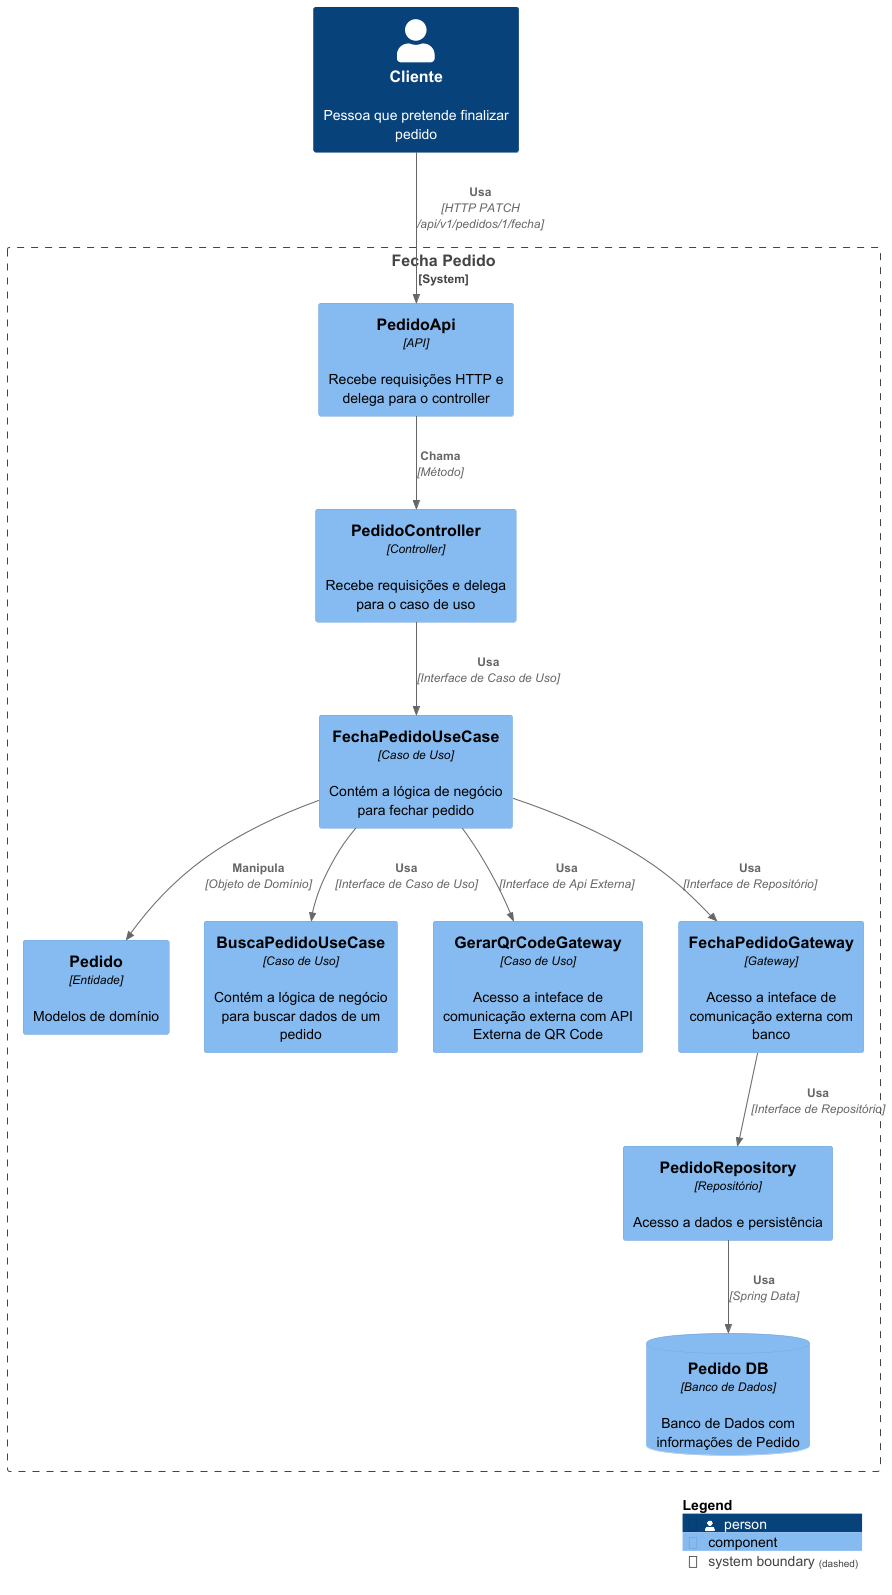 Cliente
Pessoa que pretende finalizar
pedido
Usa
[HTTP PATCH
/api/v1/pedidos/1/fecha]
Fecha Pedido
[System]
PedidoApi
[API]
Recebe requisições HTTP e
delega para o controller
Chama
[Método]
PedidoController
[Controller]
Recebe requisições e delega
para o caso de uso
Usa
[Interface de Caso de Uso]
FechaPedidoUseCase
[Caso de Uso]
Contém a lógica de negócio
para fechar pedido
Manipula
[Objeto de Domínio]
Usa
[Interface de Caso de Uso]
Usa
[Interface de Api Externa]
Usa
[Interface de Repositório]
Pedido
[Entidade]
Modelos de domínio
BuscaPedidoUseCase
[Caso de Uso]
Contém a lógica de negócio
para buscar dados de um
pedido
GerarQrCodeGateway
[Caso de Uso]
Acesso a inteface de
comunicação externa com API
Externa de QR Code
FechaPedidoGateway
[Gateway]
Acesso a inteface de
comunicação externa com
banco
Usa
[Interface de Repositório]
PedidoRepository
[Repositório]
Acesso a dados e persistência
Usa
[Spring Data]
Pedido DB
[Banco de Dados]
Banco de Dados com
informações de Pedido
Legend
person
component
system boundary (dashed)